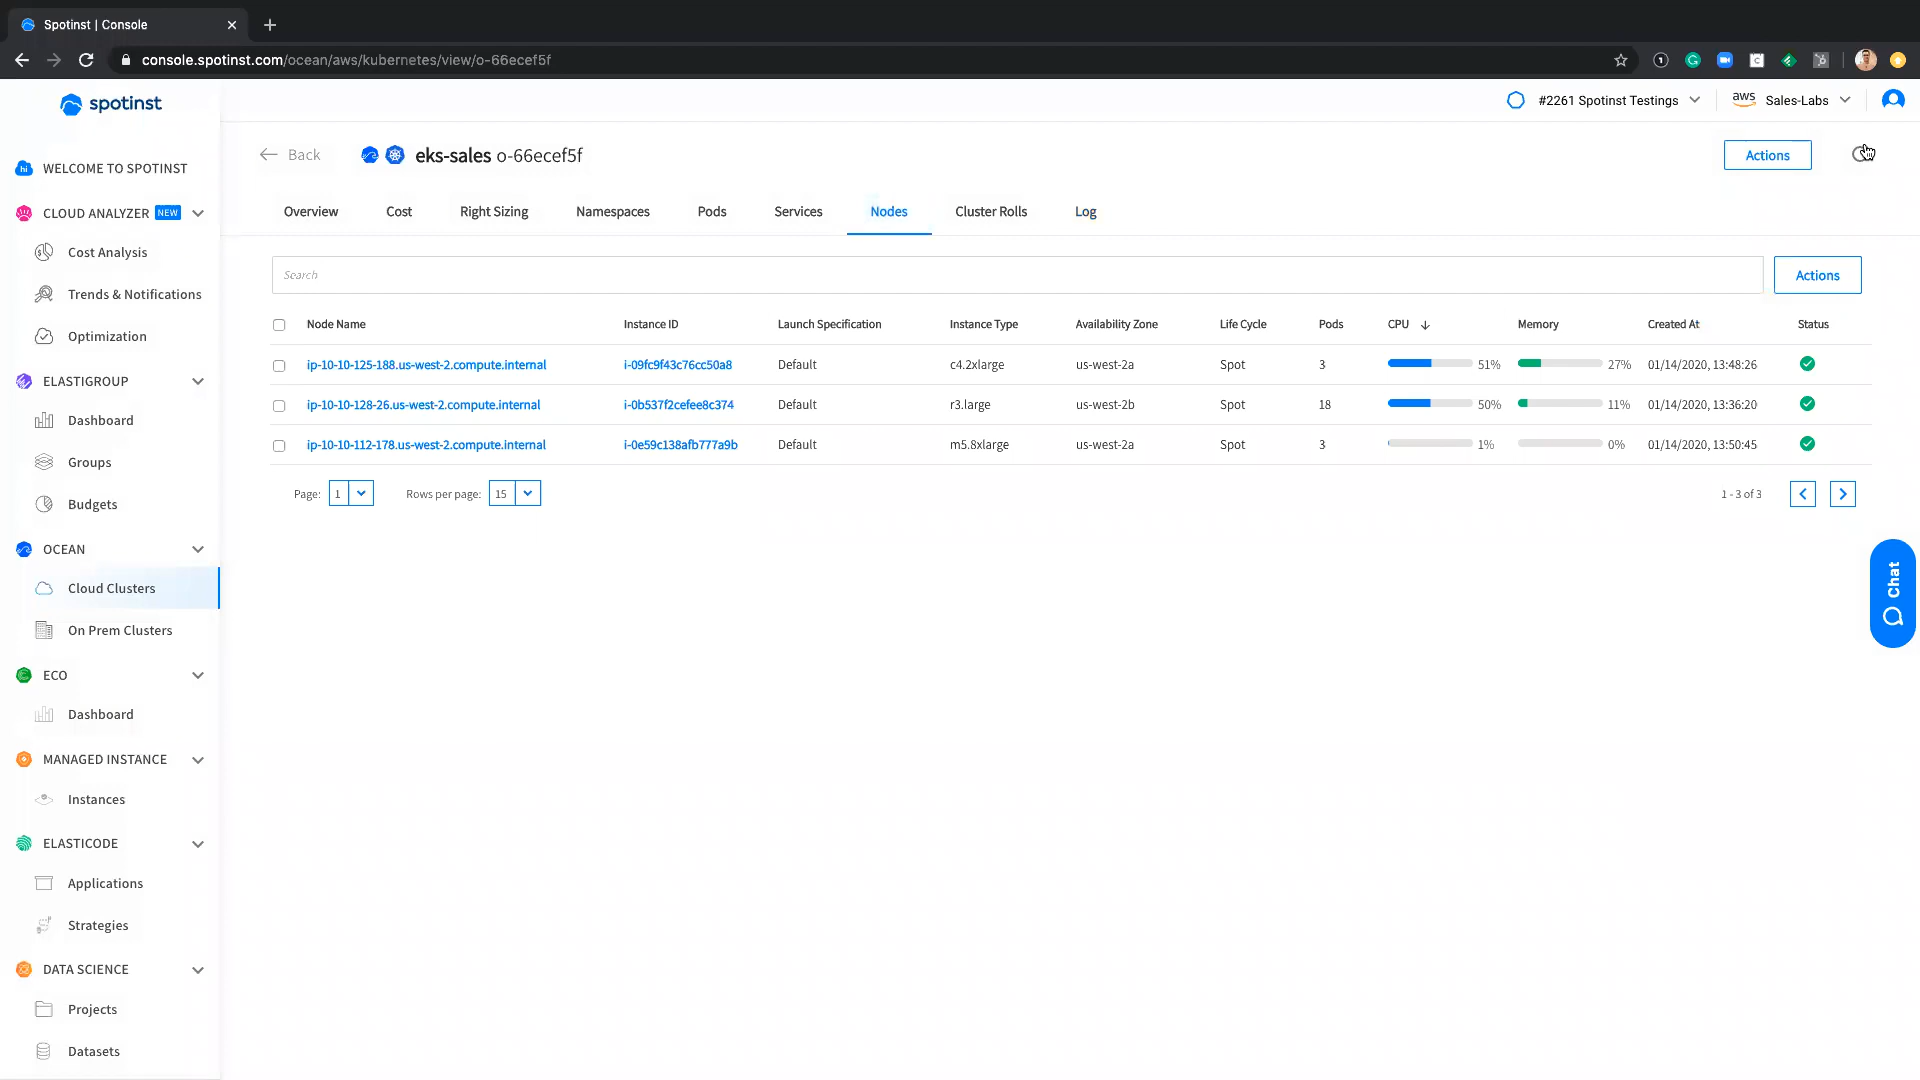 Spotinst | Console
console.spotinst.com/ocean/aws/kubernetes/view/o-66ecef5f
spotinst
#2261 Spotinst Testings
aws Sales-Labs
hi WELCOME TO SPOTINST
CLOUD ANALYZER NEW
Cost Analysis
Trends & Notifications
Optimization
ELASTIGROUP
Dashboard
Groups
Budgets
OCEAN
Cloud Clusters
On Prem Clusters
ECO
Dashboard
MANAGED INSTANCE
Instances
ELASTICODE
Applications
Strategies
DATA SCIENCE
Projects
Datasets
Back
eks-sales o-66ecef5f
Actions
Overview Cost Right Sizing Namespaces Pods Services Nodes Cluster Rolls Log
Search
Actions
Node Name Instance ID Launch Specification Instance Type Availability Zone Life Cycle Pods CPU Memory Created At Status
ip-10-10-125-188.us-west-2.compute.internal i-09fc9f43c76cc50a8 Default c4.2xlarge us-west-2a Spot 3 51% 27% 01/14/2020, 13:48:26
ip-10-10-128-26.us-west-2.compute.internal i-0b537f2cefee8c374 Default r3.large us-west-2b Spot 18 50% 11% 01/14/2020, 13:36:20
ip-10-10-112-178.us-west-2.compute.internal i-0e59c138afb777a9b Default m5.8xlarge us-west-2a Spot 3 1% 0% 01/14/2020, 13:50:45
Page: 1 Rows per page: 15 1 - 3 of 3
Chat